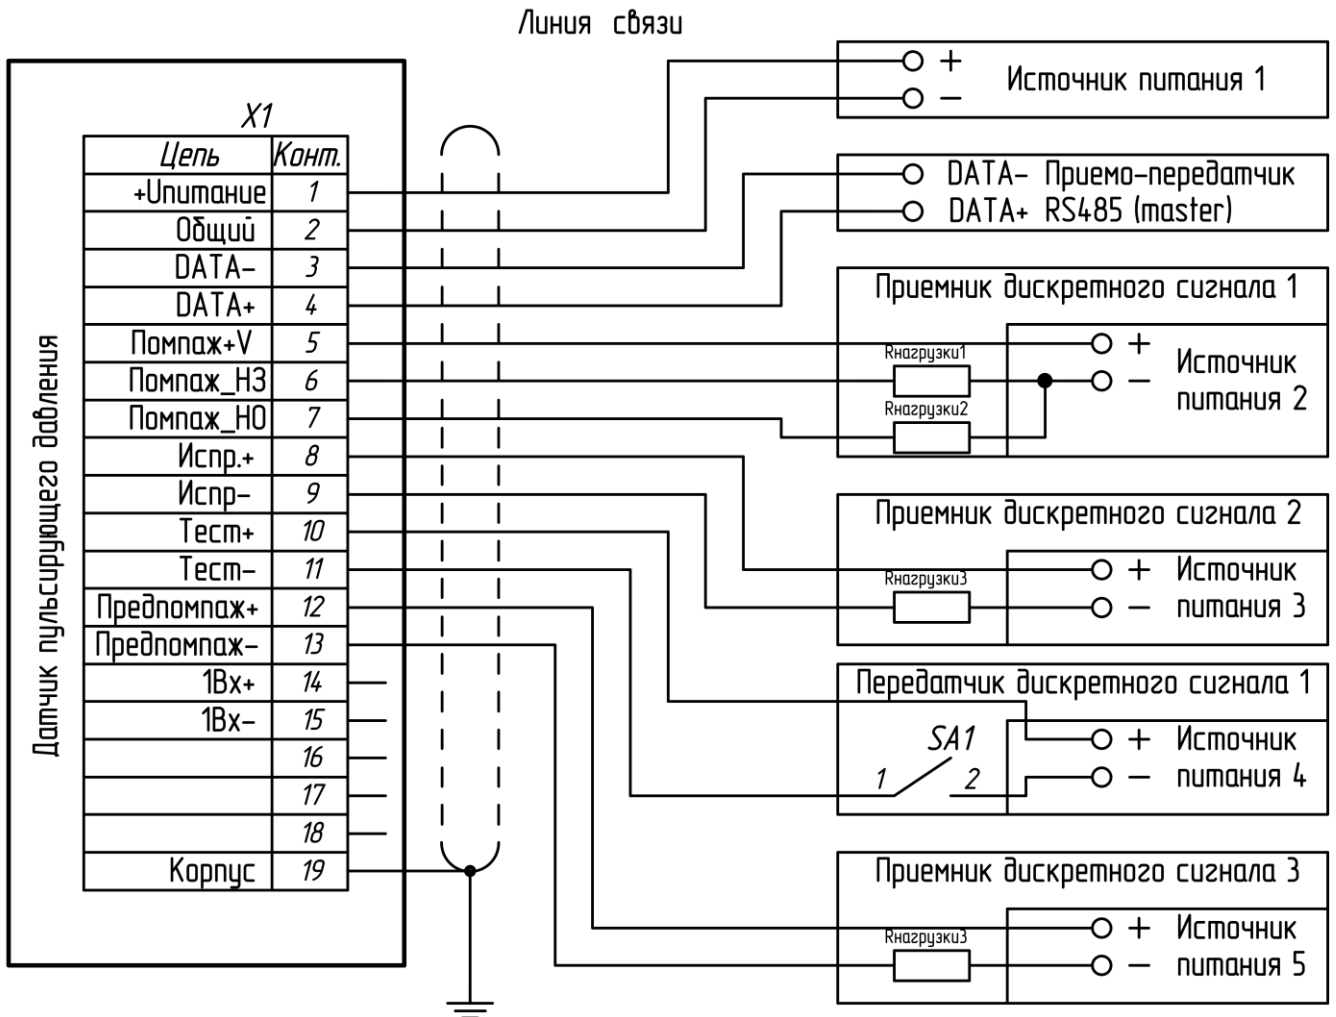 Линия связи
Датчик пульсирующего давления
X1
Цепь Конт.
+Uпитание 1
Общий 2
DATA- 3
DATA+ 4
Помпаж+V 5
Помпаж_НЗ 6
Помпаж_НО 7
Испр.+ 8
Испр- 9
Тест+ 10
Тест- 11
Предпомпаж+ 12
Предпомпаж- 13
1Вх+ 14
1Вх- 15
16
17
18
Корпус 19
+ Источник питания 1
-
DATA- Приемо-передатчик
DATA+ RS485 (master)
Приемник дискретного сигнала 1
Rнагрузки1
Rнагрузки2
+ Источник
- питания 2
Приемник дискретного сигнала 2
Rнагрузки3
+ Источник
- питания 3
Передатчик дискретного сигнала 1
SA1
1 2
+ Источник
- питания 4
Приемник дискретного сигнала 3
Rнагрузки3
+ Источник
- питания 5